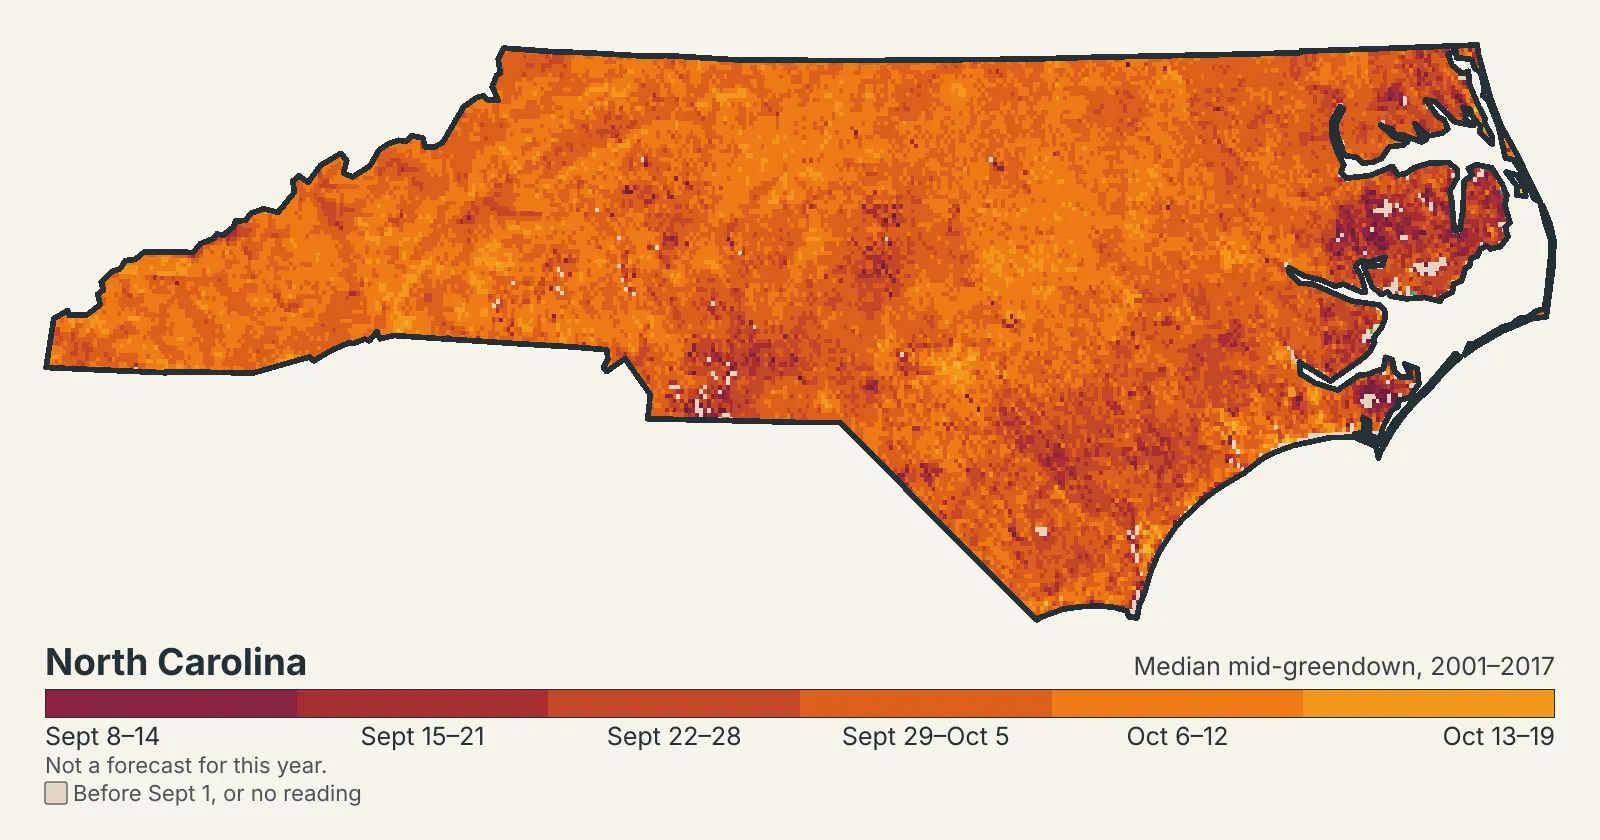 North Carolina
Median mid-greendown, 2001–2017
Sept 8–14
Sept 15–21
Sept 22–28
Sept 29–Oct 5
Oct 6–12
Oct 13–19
Not a forecast for this year.
Before Sept 1, or no reading